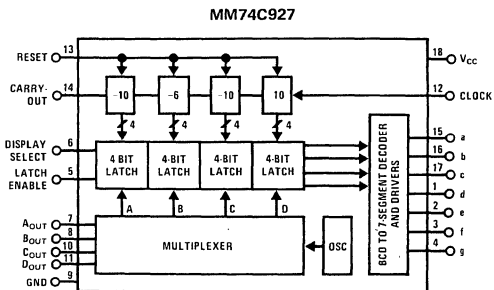 MM74C927
RESET 13
18 VCC
CARRY-OUT 14
-10 -6 -10 10
12 CLOCK
4 4 4 4
DISPLAY SELECT 6
LATCH ENABLE 5
4-BIT LATCH 4-BIT LATCH 4-BIT LATCH 4-BIT LATCH
BCD TO 7-SEGMENT DECODER AND DRIVERS
15 a
16 b
17 c
1 d
2 e
3 f
4 g
A B C D
AOUT 7
BOUT 8
COUT 10
DOUT 11
MULTIPLEXER
OSC
GND 9